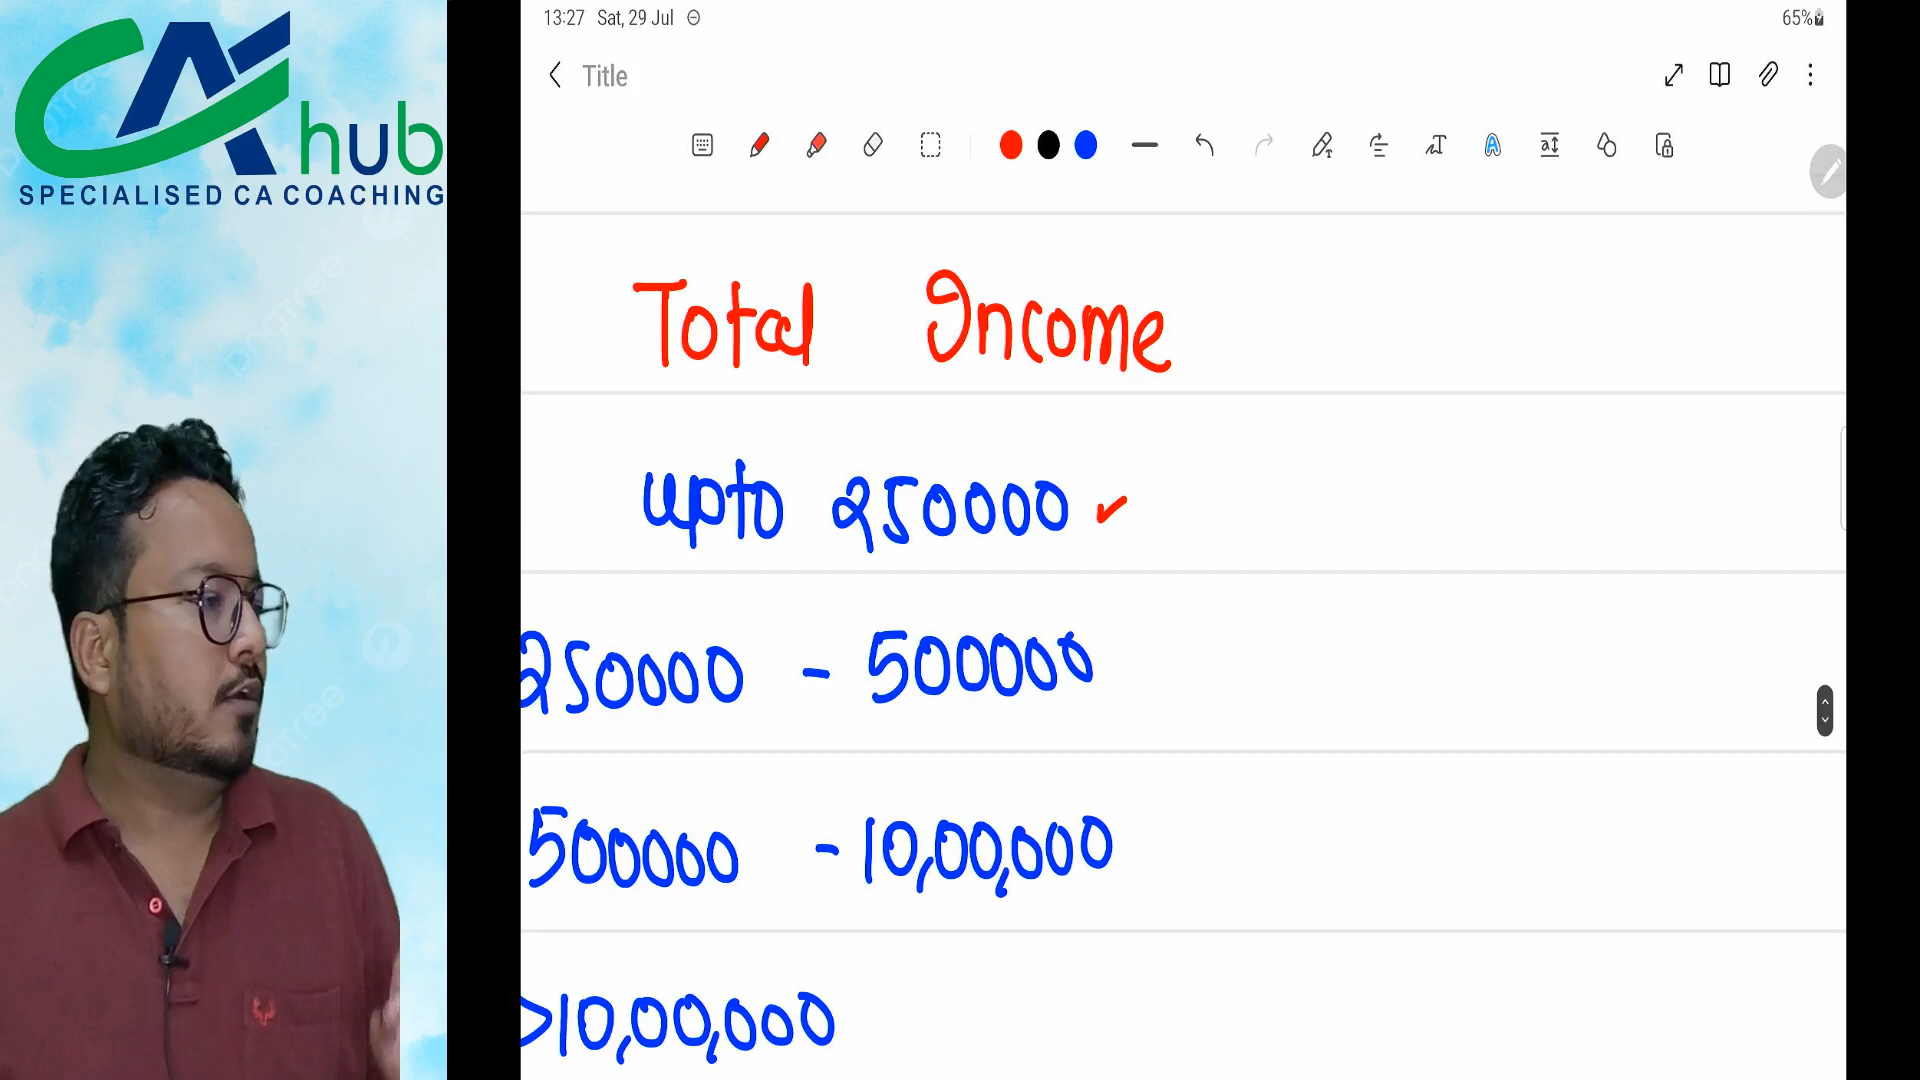 CA hub
SPECIALISED CA COACHING
13:27 Sat, 29 Jul
65%
Title
Total Income
upto 250000 ✓
250000 - 500000
500000 - 10,00,000
>10,00,000